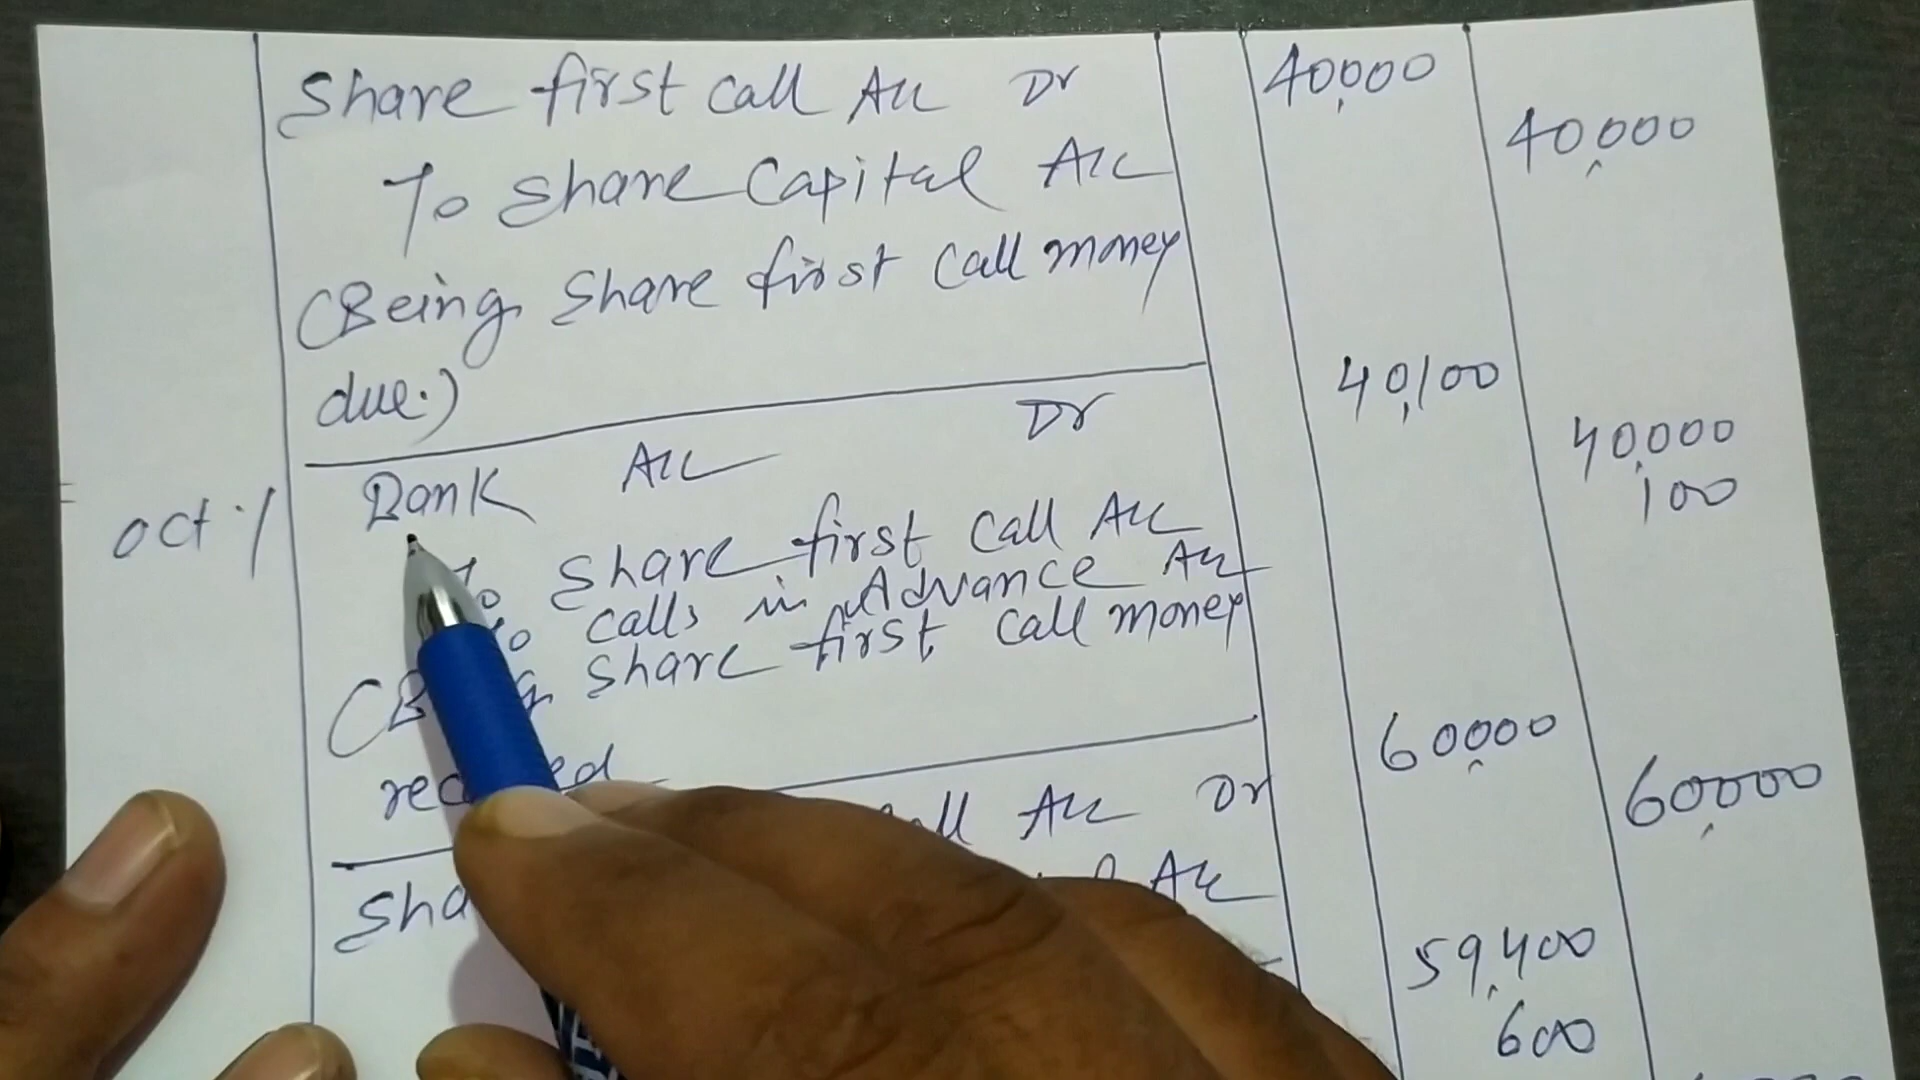 Share first call A/c Dr 40,000
To Share Capital A/c 40,000
(Being Share first call money
due.)
Oct 1 Bank A/c Dr 40,100
To Share first call A/c 40,000
To calls in Advance A/c 100
Share first call money
A/c Dr 60,000
A/c 60,000
59,400
600